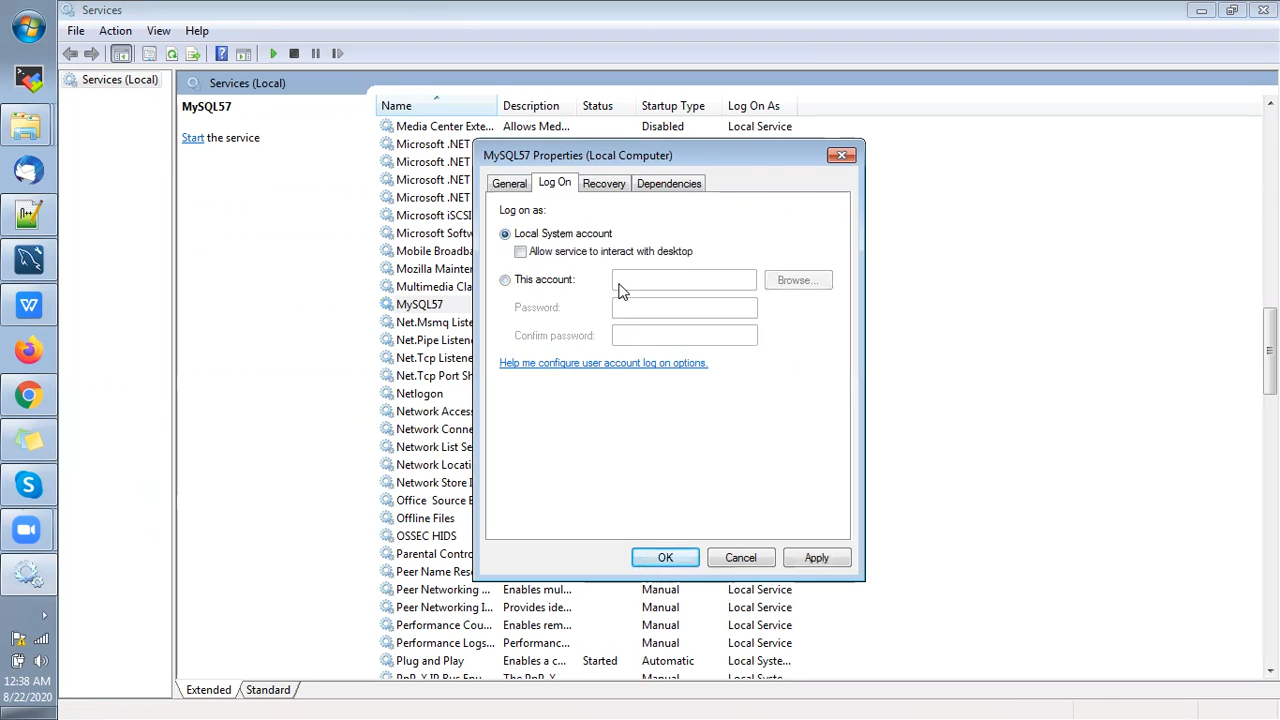 Services
File Action View Help
Services (Local)
Services (Local)
MySQL57
Start the service
Name Description Status Startup Type Log On As
Media Center Exte... Allows Med... Disabled Local Service
Microsoft .NET
Microsoft .NET
Microsoft .NET
Microsoft .NET
Microsoft iSCSI
Microsoft Softw
Mobile Broadba
Mozilla Mainten
Multimedia Cla
MySQL57
Net.Msmq Liste
Net.Pipe Listene
Net.Tcp Listene
Net.Tcp Port Sh
Netlogon
Network Access
Network Conne
Network List Se
Network Locati
Network Store I
Office Source E
Offline Files
OSSEC HIDS
Parental Contro
Peer Name Res
Peer Networking ... Enables mul... Manual Local Service
Peer Networking I... Provides ide... Manual Local Service
Performance Cou... Enables rem... Manual Local Service
Performance Logs... Performanc... Manual Local Service
Plug and Play Enables a c... Started Automatic Local Syste...
MySQL57 Properties (Local Computer)
General Log On Recovery Dependencies
Log on as:
Local System account
Allow service to interact with desktop
This account: Browse...
Password:
Confirm password:
Help me configure user account log on options.
OK Cancel Apply
Extended Standard
12:38 AM
8/22/2020